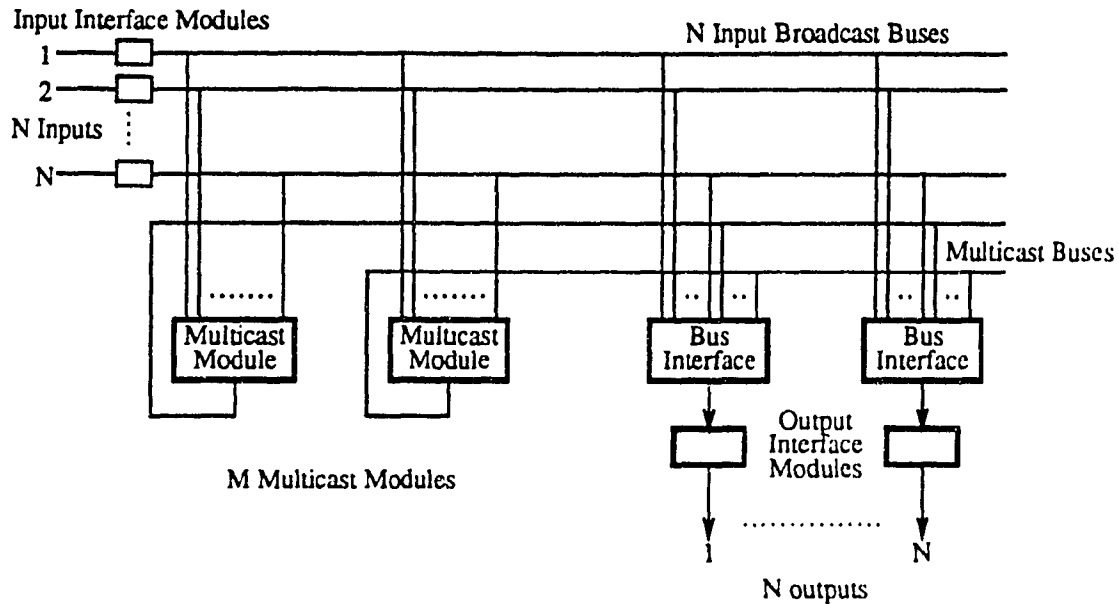 Input Interface Modules
1
N Input Broadcast Buses
2
N Inputs
N
Multicast Buses
Multicast
Module
Multicast
Module
Bus
Interface
Bus
Interface
Output
Interface
Modules
M Multicast Modules
1
N
N outputs